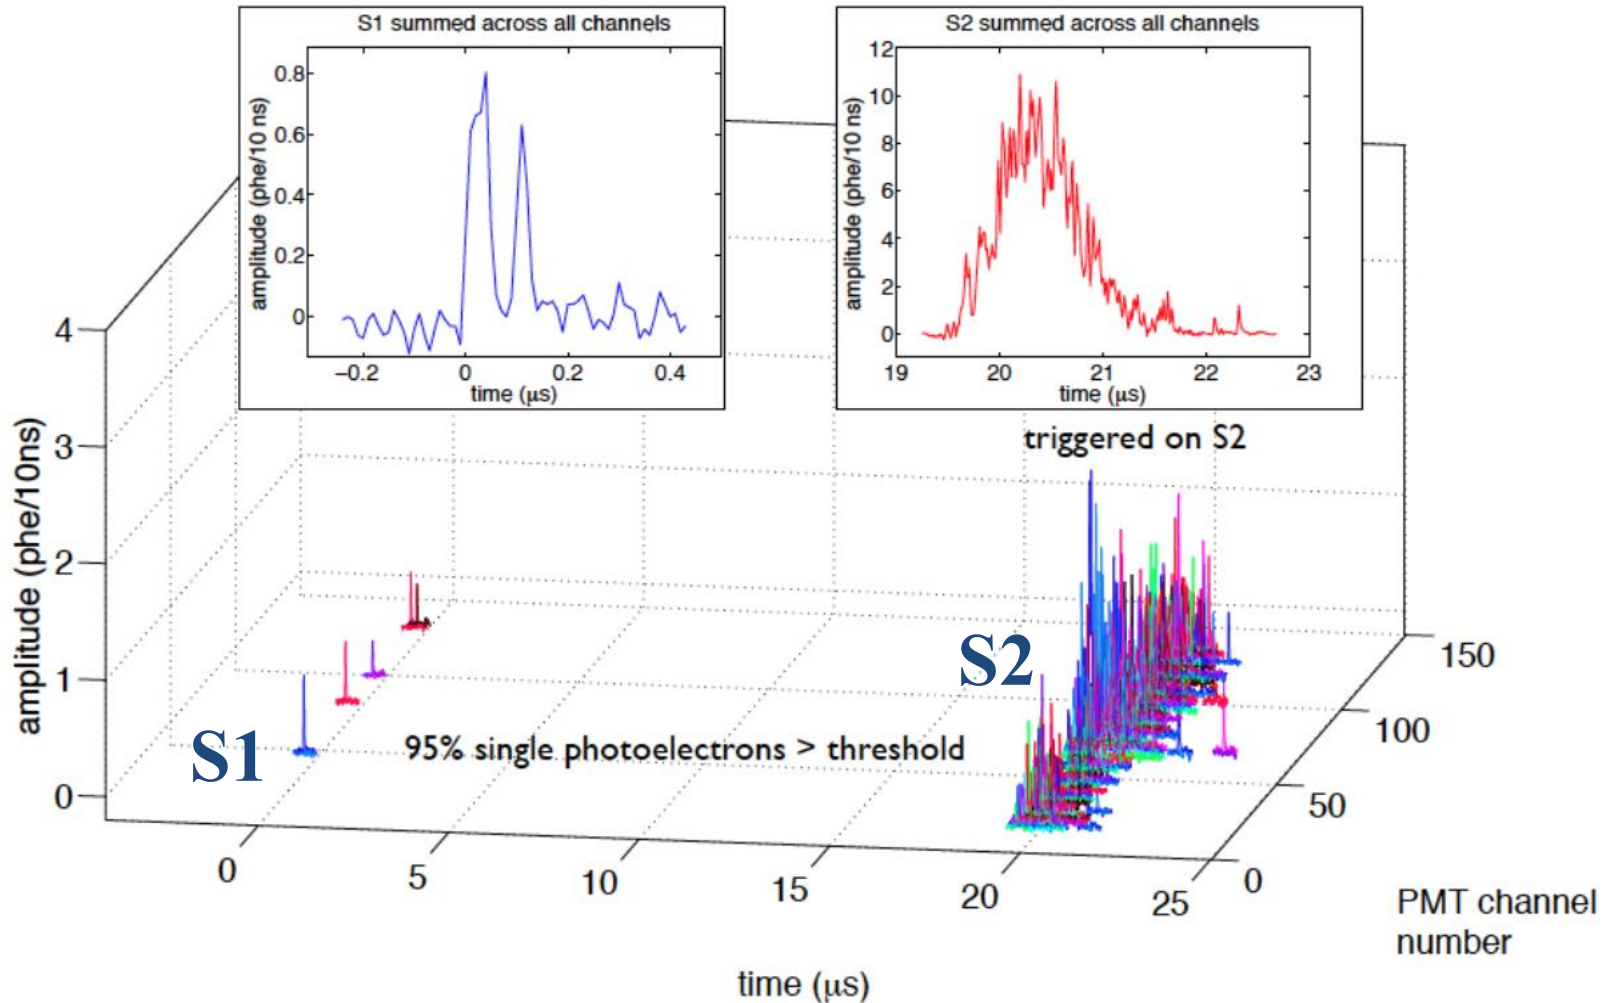 S1 summed across all channels
amplitude (phe/10 ns)
0.8
0.6
0.4
0.2
0
−0.2
0
0.2
0.4
time (μs)
S2 summed across all channels
amplitude (phe/10 ns)
12
10
8
6
4
2
0
19
20
21
22
23
time (μs)
triggered on S2
amplitude (phe/10ns)
4
3
2
1
0
S1
95% single photoelectrons > threshold
S2
0
5
10
15
20
25
time (μs)
0
50
100
150
PMT channel
number